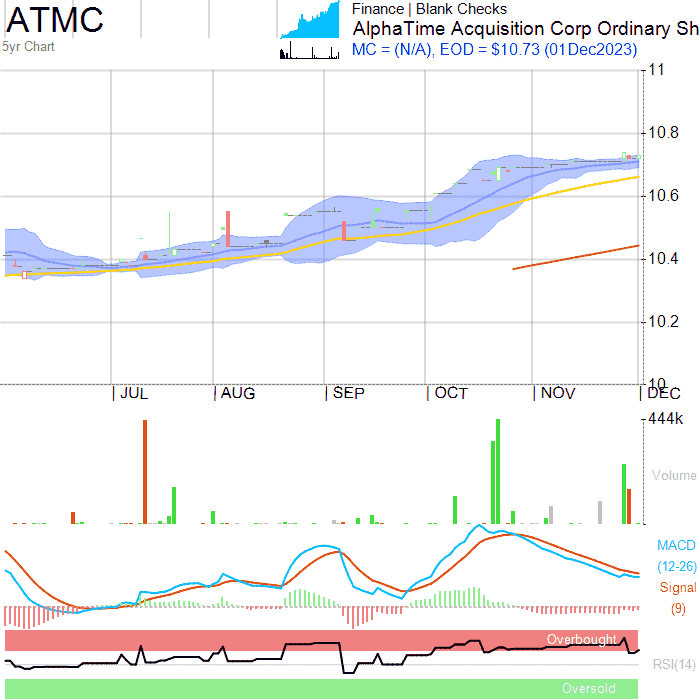 ATMC
5yr Chart
Finance | Blank Checks
AlphaTime Acquisition Corp Ordinary Sh
MC = (N/A), EOD = $10.73 (01Dec2023)
11
10.8
10.6
10.4
10.2
10
JUL AUG SEP OCT NOV DEC
444k
Volume
MACD
(12-26)
Signal
(9)
Overbought
RSI(14)
Oversold